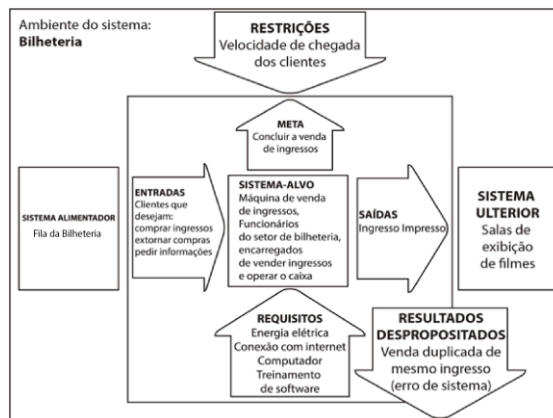 Ambiente do sistema:
Bilheteria
RESTRIÇÕES
Velocidade de chegada
dos clientes
META
Concluir a venda
de ingressos
SISTEMA ALIMENTADOR
Fila da Bilheteria
ENTRADAS
Clientes que
desejam:
comprar ingressos
extornar compras
pedir informações
SISTEMA-ALVO
Máquina de venda
de ingressos,
Funcionários
do setor de bilheteria,
encarregados
de vender ingressos
e operar o caixa
SAÍDAS
Ingresso Impresso
SISTEMA
ULTERIOR
Salas de
exibição
de filmes
REQUISITOS
Energia elétrica
Conexão com internet
Computador
Treinamento
de software
RESULTADOS
DESPROPOSITADOS
Venda duplicada de
mesmo ingresso
(erro de sistema)